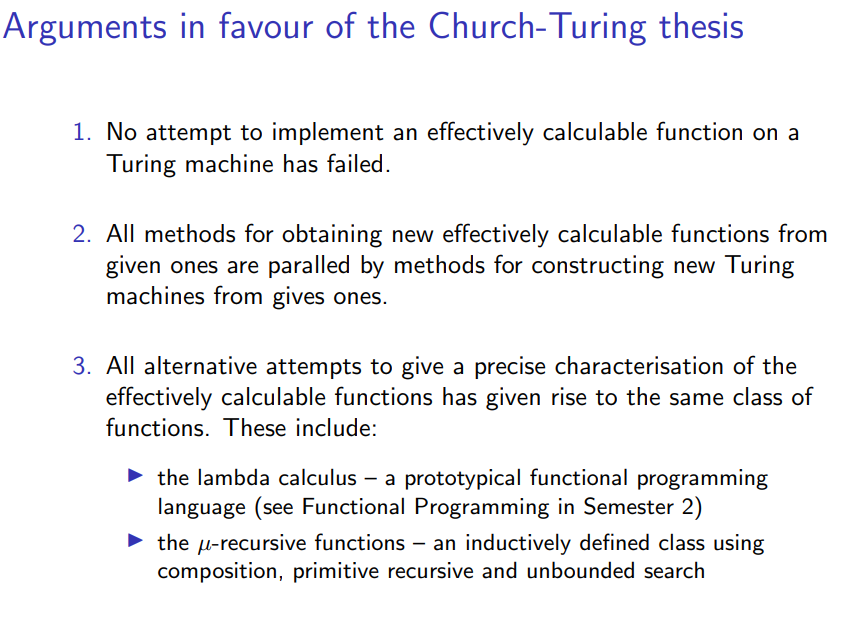 Arguments in favour of the Church-Turing thesis
1. No attempt to implement an effectively calculable function on a
Turing machine has failed.
2. All methods for obtaining new effectively calculable functions from
given ones are paralled by methods for constructing new Turing
machines from gives ones.
3. All alternative attempts to give a precise characterisation of the
effectively calculable functions has given rise to the same class of
functions. These include:
▶ the lambda calculus – a prototypical functional programming
language (see Functional Programming in Semester 2)
▶ the μ-recursive functions – an inductively defined class using
composition, primitive recursive and unbounded search